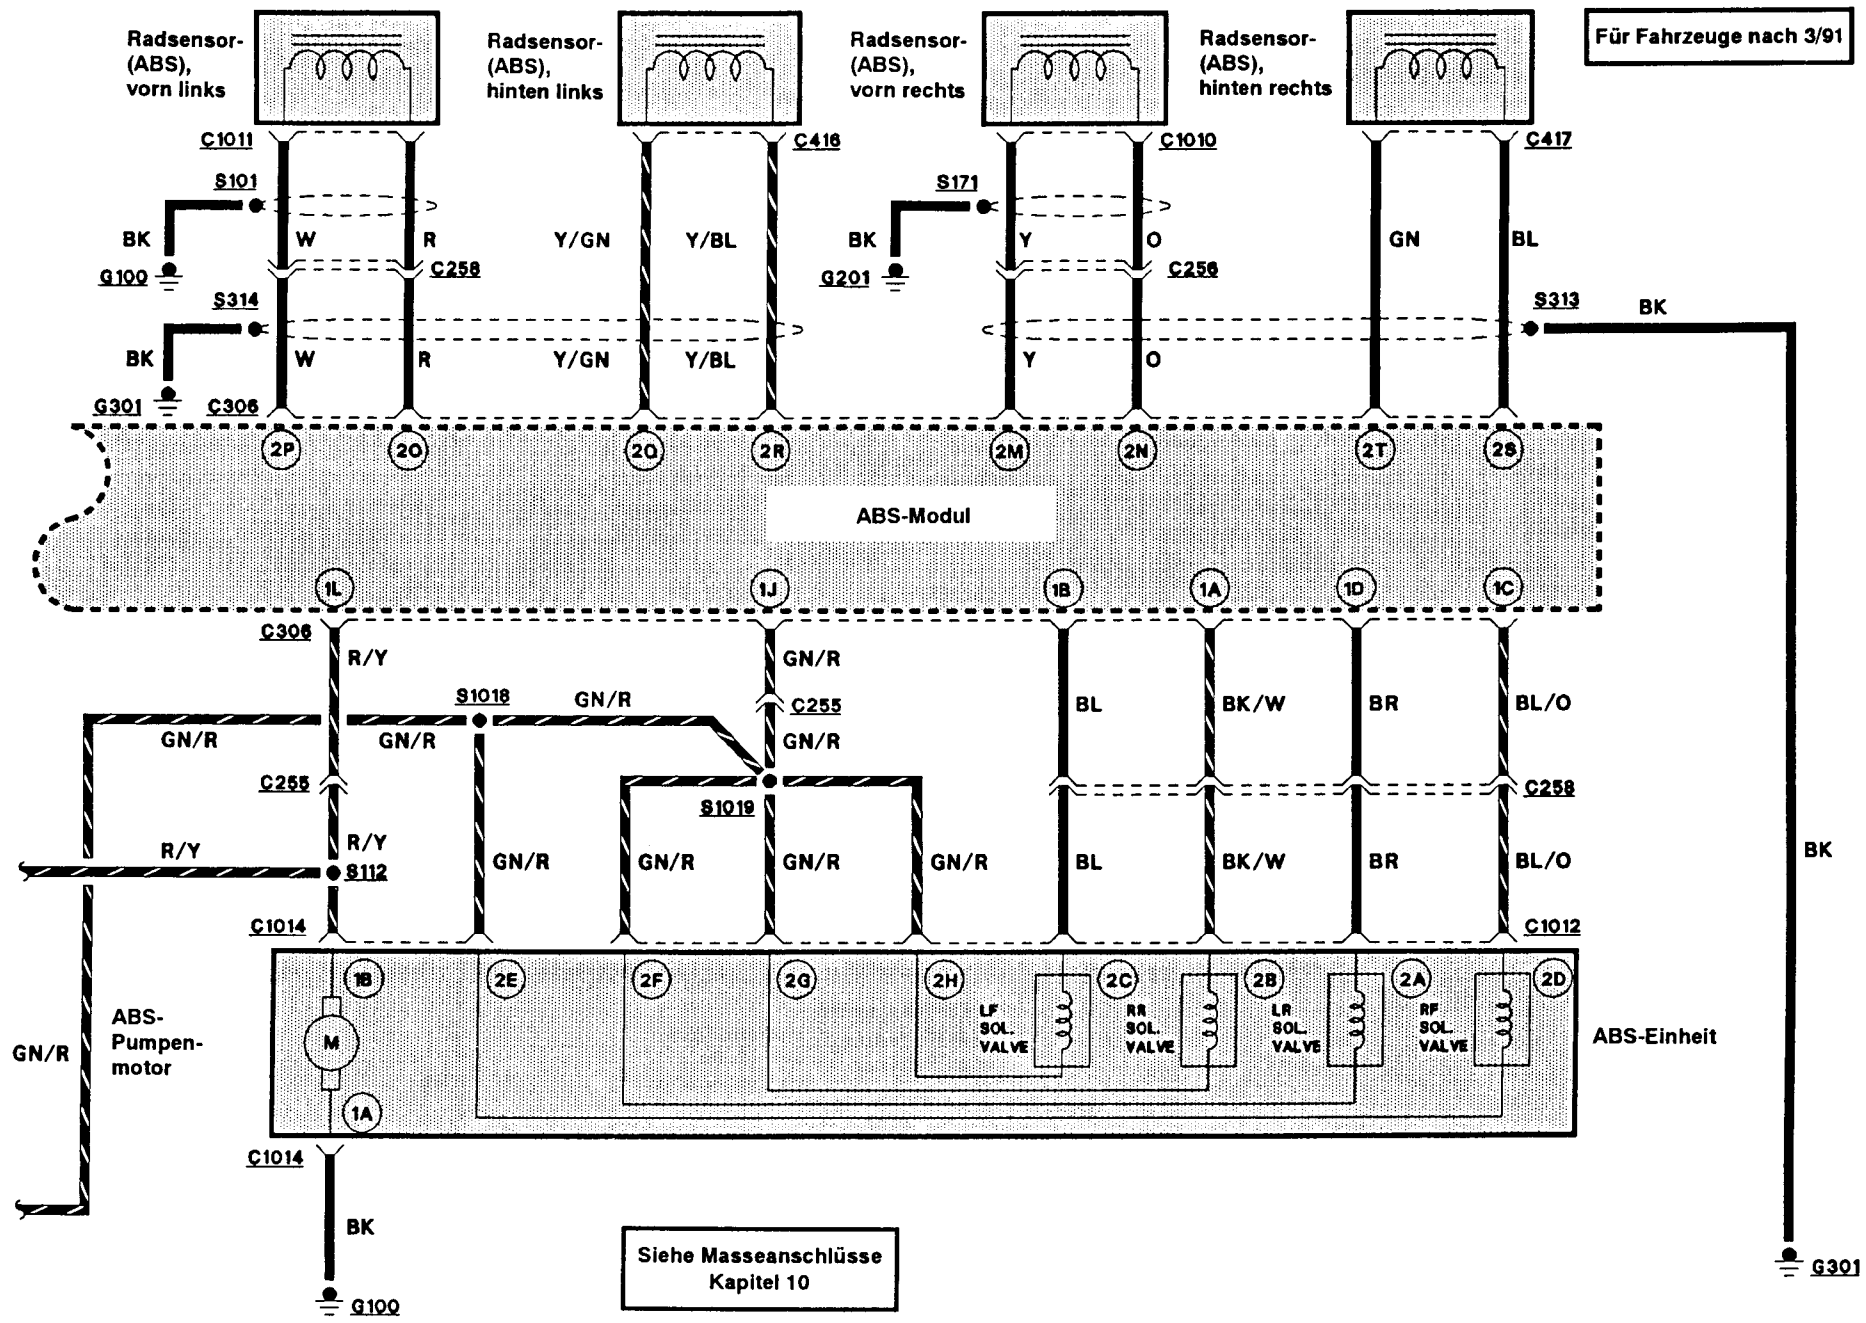 Radsensor-
(ABS),
vorn links
Radsensor-
(ABS),
hinten links
Radsensor-
(ABS),
vorn rechts
Radsensor-
(ABS),
hinten rechts
Für Fahrzeuge nach 3/91
C1011
C416
C1010
C417
S101
S171
BK
W
R
Y/GN
Y/BL
BK
Y
O
GN
BL
G100
C258
G201
C256
S314
S313
BK
BK
W
R
Y/GN
Y/BL
Y
O
G301
C306
2P
2O
2Q
2R
2M
2N
2T
2S
ABS-Modul
1L
1J
1B
1A
1D
1C
C306
R/Y
GN/R
S1018
GN/R
C255
BL
BK/W
BR
BL/O
GN/R
GN/R
GN/R
C255
S1019
C258
R/Y
R/Y
S112
GN/R
GN/R
GN/R
GN/R
BL
BK/W
BR
BL/O
BK
C1014
C1012
1B
2E
2F
2G
2H
2C
2B
2A
2D
LF
SOL.
VALVE
RR
SOL.
VALVE
LR
SOL.
VALVE
RF
SOL.
VALVE
ABS-
Pumpen-
motor
M
GN/R
ABS-Einheit
1A
C1014
BK
G100
Siehe Masseanschlüsse
Kapitel 10
G301